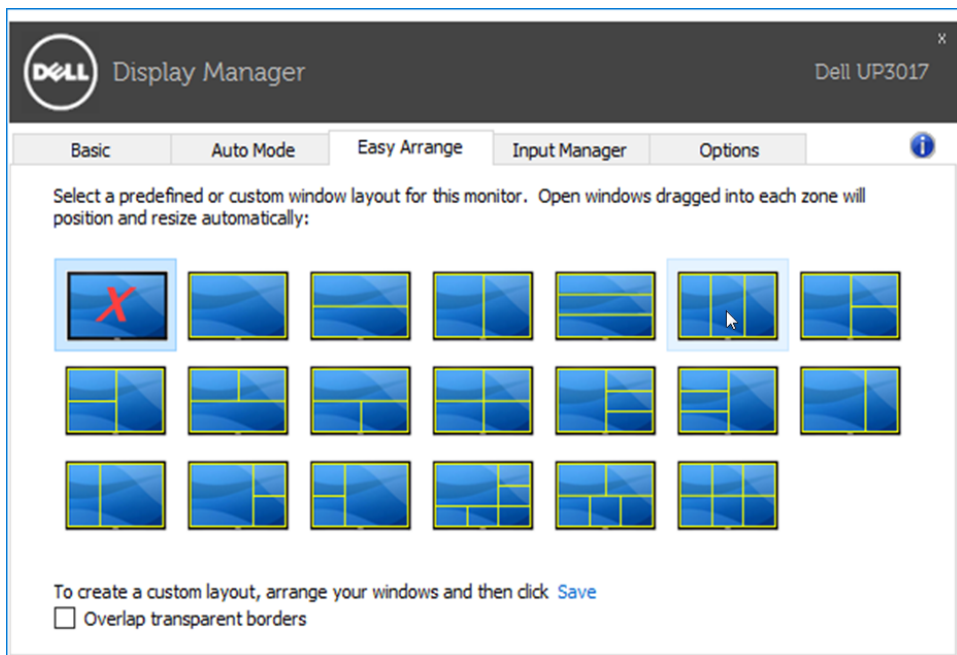 DELL Display Manager
x
Dell UP3017
Basic Auto Mode Easy Arrange Input Manager Options
Select a predefined or custom window layout for this monitor. Open windows dragged into each zone will
position and resize automatically:
X
To create a custom layout, arrange your windows and then click Save
Overlap transparent borders